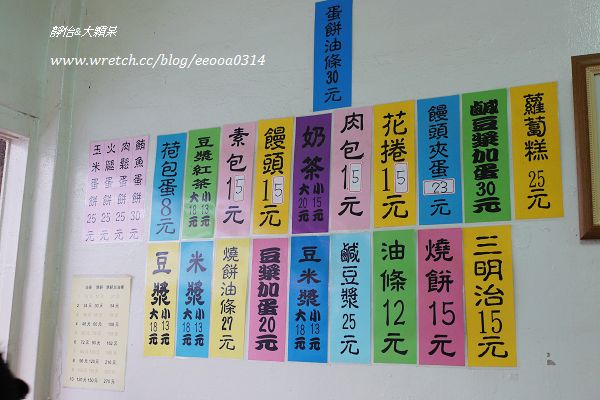 靜怡&大顆呆
www.wretch.cc/blog/eeooa0314
蛋餅油條30元
玉米蛋餅25元
火腿蛋餅25元
肉鬆蛋餅25元
鮪魚蛋餅30元
荷包蛋8元
豆漿紅茶大18小13元
素包15元
饅頭15元
奶茶大20小15元
肉包15元
花捲15元
饅頭夾蛋23元
鹹豆漿加蛋30元
蘿蔔糕25元
豆漿大18小13元
米漿大18小13元
燒餅油條27元
豆漿加蛋20元
豆米漿大18小13元
鹹豆漿25元
油條12元
燒餅15元
三明治15元